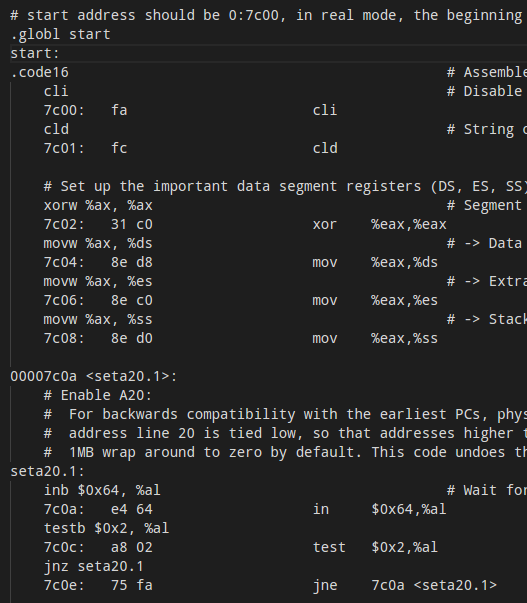 # start address should be 0:7c00, in real mode, the beginning
.globl start
start:
.code16 # Assemble
cli # Disable
7c00: fa cli
cld # String
7c01: fc cld
# Set up the important data segment registers (DS, ES, SS)
xorw %ax, %ax # Segment
7c02: 31 c0 xor %eax,%eax
movw %ax, %ds # -> Data
7c04: 8e d8 mov %eax,%ds
movw %ax, %es # -> Extra
7c06: 8e c0 mov %eax,%es
movw %ax, %ss # -> Stack
7c08: 8e d0 mov %eax,%ss
00007c0a <seta20.1>:
# Enable A20:
# For backwards compatibility with the earliest PCs, phys
# address line 20 is tied low, so that addresses higher t
# 1MB wrap around to zero by default. This code undoes th
seta20.1:
inb $0x64, %al # Wait for
7c0a: e4 64 in $0x64,%al
testb $0x2, %al
7c0c: a8 02 test $0x2,%al
jnz seta20.1
7c0e: 75 fa jne 7c0a <seta20.1>